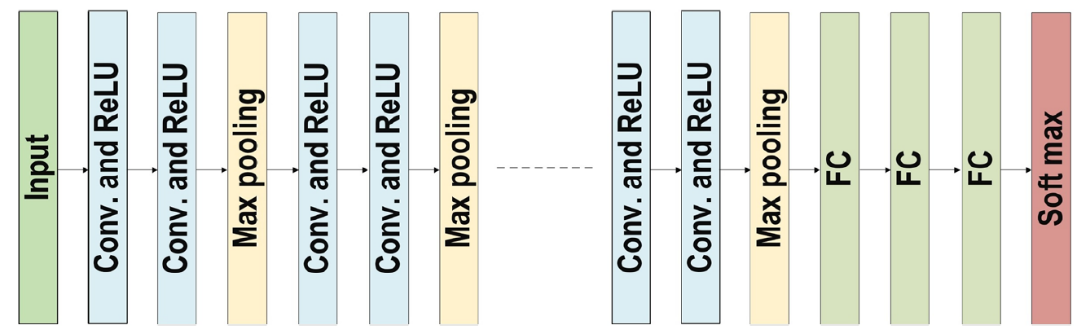 Input
Conv. and ReLU
Conv. and ReLU
Max pooling
Conv. and ReLU
Conv. and ReLU
Max pooling
Conv. and ReLU
Conv. and ReLU
Max pooling
FC
FC
FC
Soft max